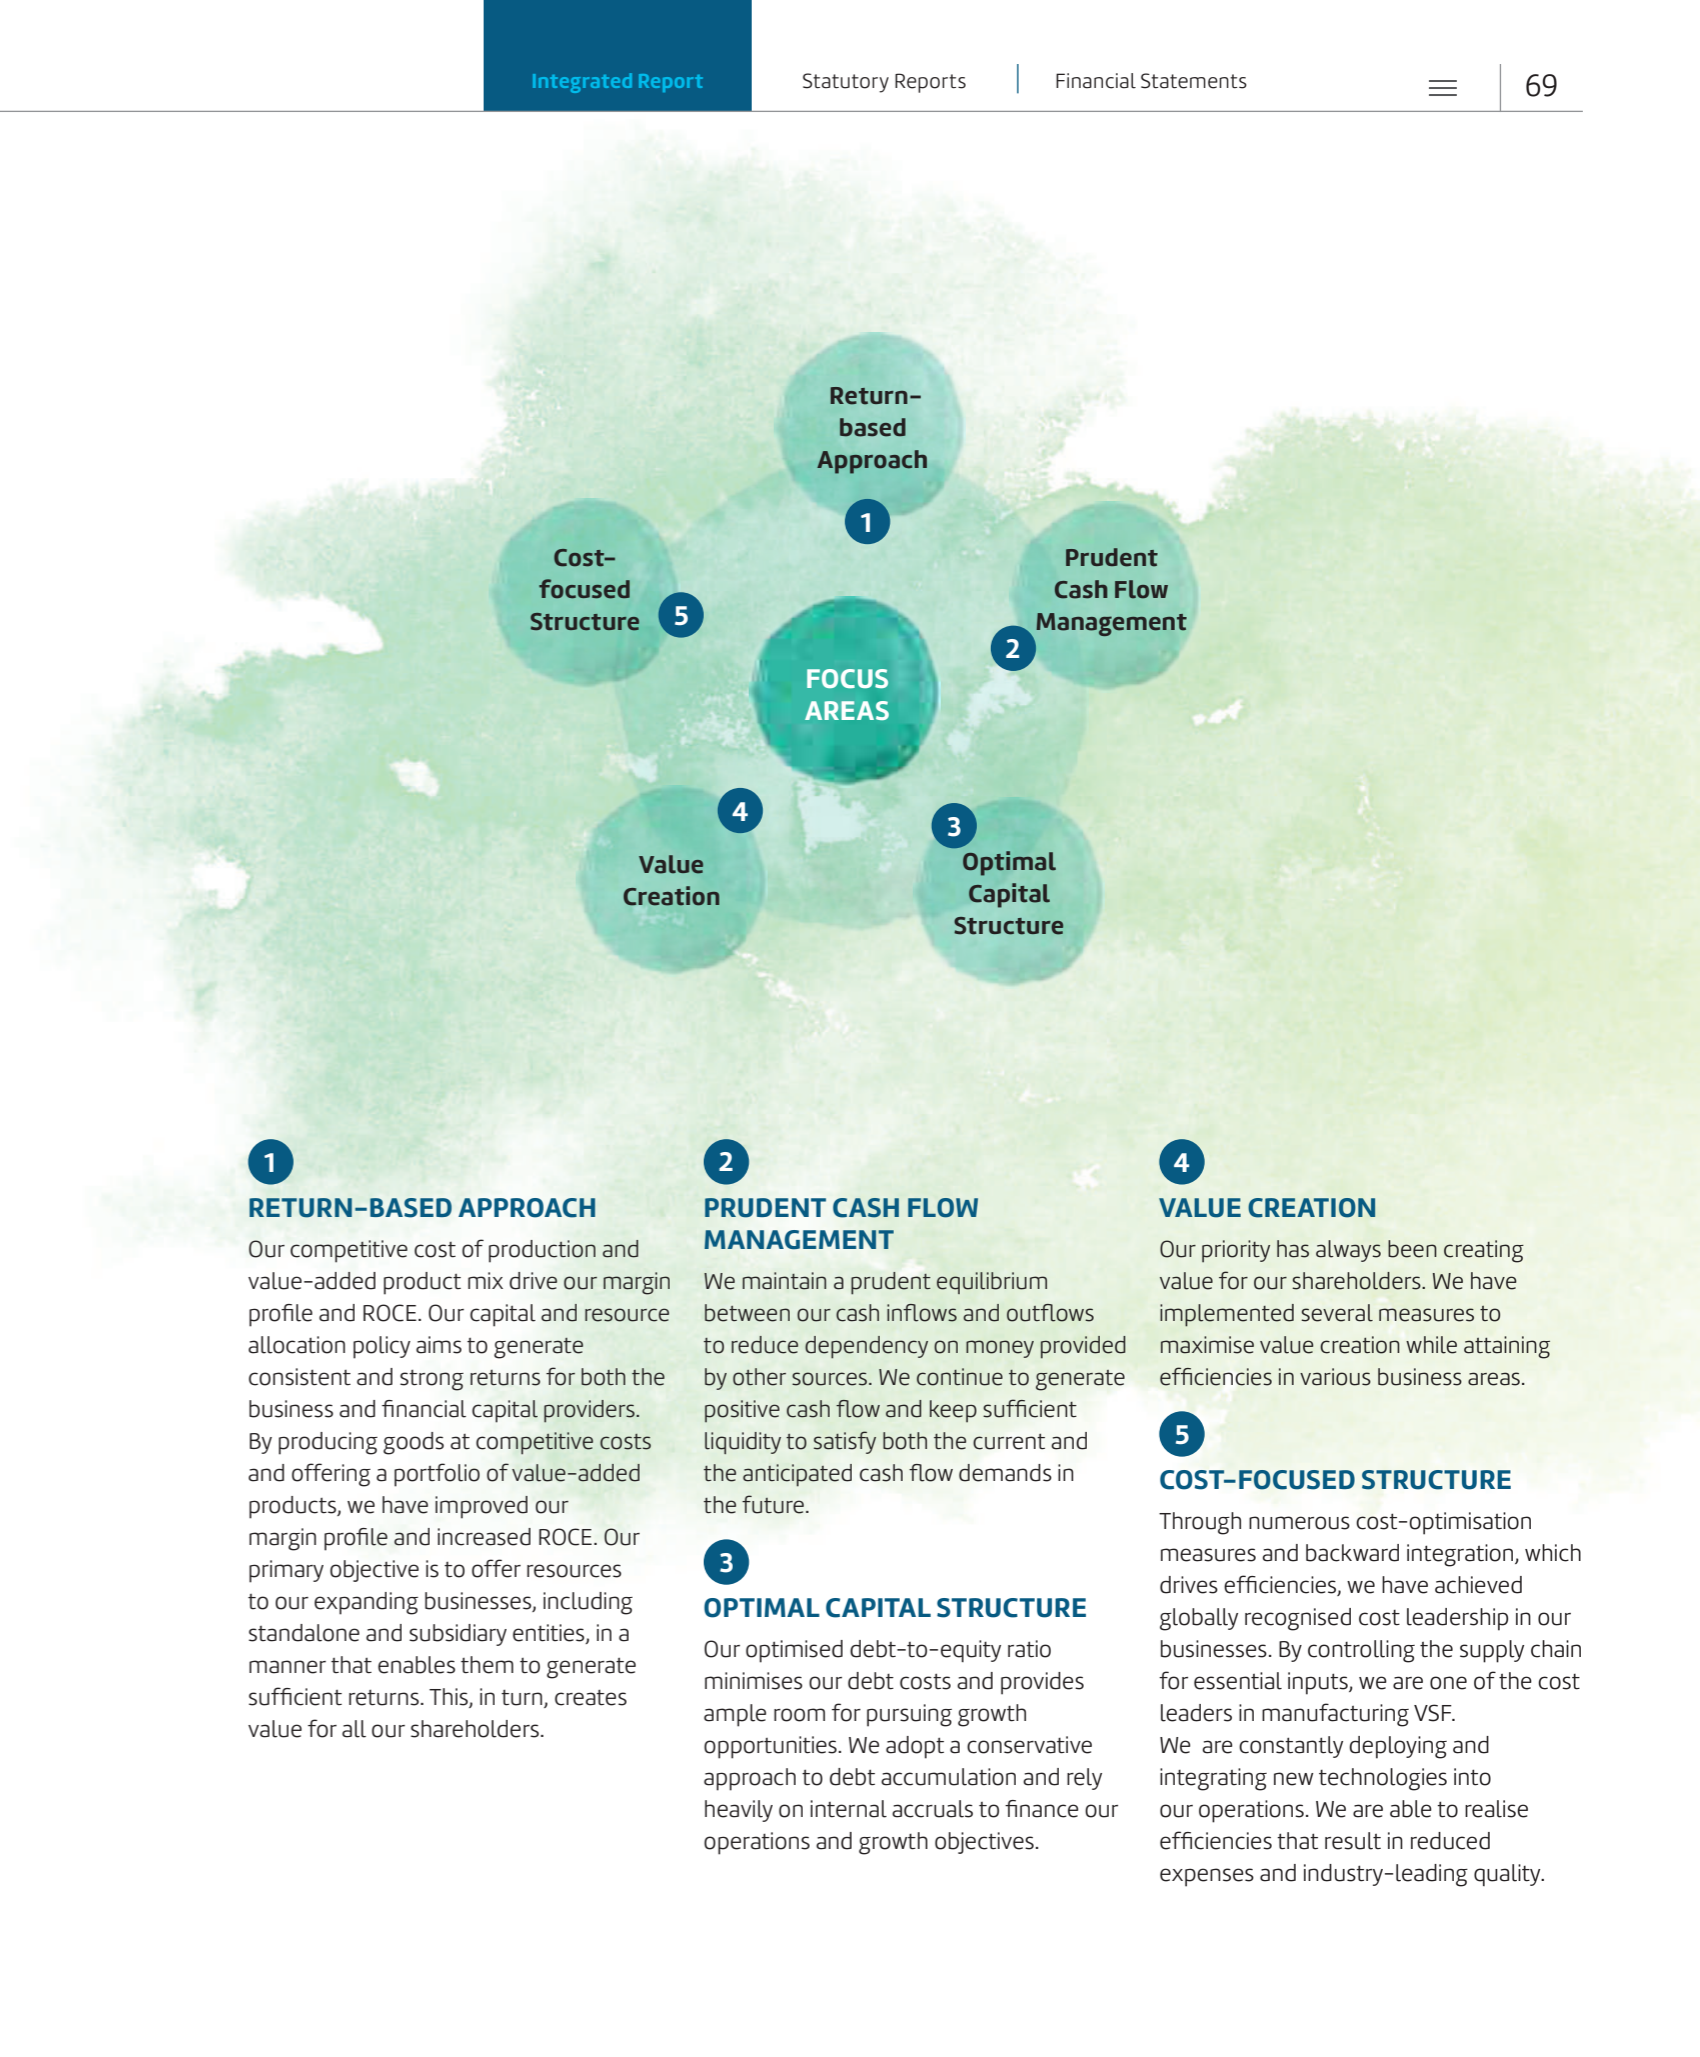 Integrated Report
Statutory Reports
Financial Statements
69
Return-
based
Approach
1
Cost-
focused
Structure
5
Prudent
Cash Flow
Management
2
FOCUS
AREAS
4
Value
Creation
3
Optimal
Capital
Structure
1
RETURN-BASED APPROACH
Our competitive cost of production and
value-added product mix drive our margin
profile and ROCE. Our capital and resource
allocation policy aims to generate
consistent and strong returns for both the
business and financial capital providers.
By producing goods at competitive costs
and offering a portfolio of value-added
products, we have improved our
margin profile and increased ROCE. Our
primary objective is to offer resources
to our expanding businesses, including
standalone and subsidiary entities, in a
manner that enables them to generate
sufficient returns. This, in turn, creates
value for all our shareholders.
2
PRUDENT CASH FLOW
MANAGEMENT
We maintain a prudent equilibrium
between our cash inflows and outflows
to reduce dependency on money provided
by other sources. We continue to generate
positive cash flow and keep sufficient
liquidity to satisfy both the current and
the anticipated cash flow demands in
the future.
3
OPTIMAL CAPITAL STRUCTURE
Our optimised debt-to-equity ratio
minimises our debt costs and provides
ample room for pursuing growth
opportunities. We adopt a conservative
approach to debt accumulation and rely
heavily on internal accruals to finance our
operations and growth objectives.
4
VALUE CREATION
Our priority has always been creating
value for our shareholders. We have
implemented several measures to
maximise value creation while attaining
efficiencies in various business areas.
5
COST-FOCUSED STRUCTURE
Through numerous cost-optimisation
measures and backward integration, which
drives efficiencies, we have achieved
globally recognised cost leadership in our
businesses. By controlling the supply chain
for essential inputs, we are one of the cost
leaders in manufacturing VSF.
We are constantly deploying and
integrating new technologies into
our operations. We are able to realise
efficiencies that result in reduced
expenses and industry-leading quality.